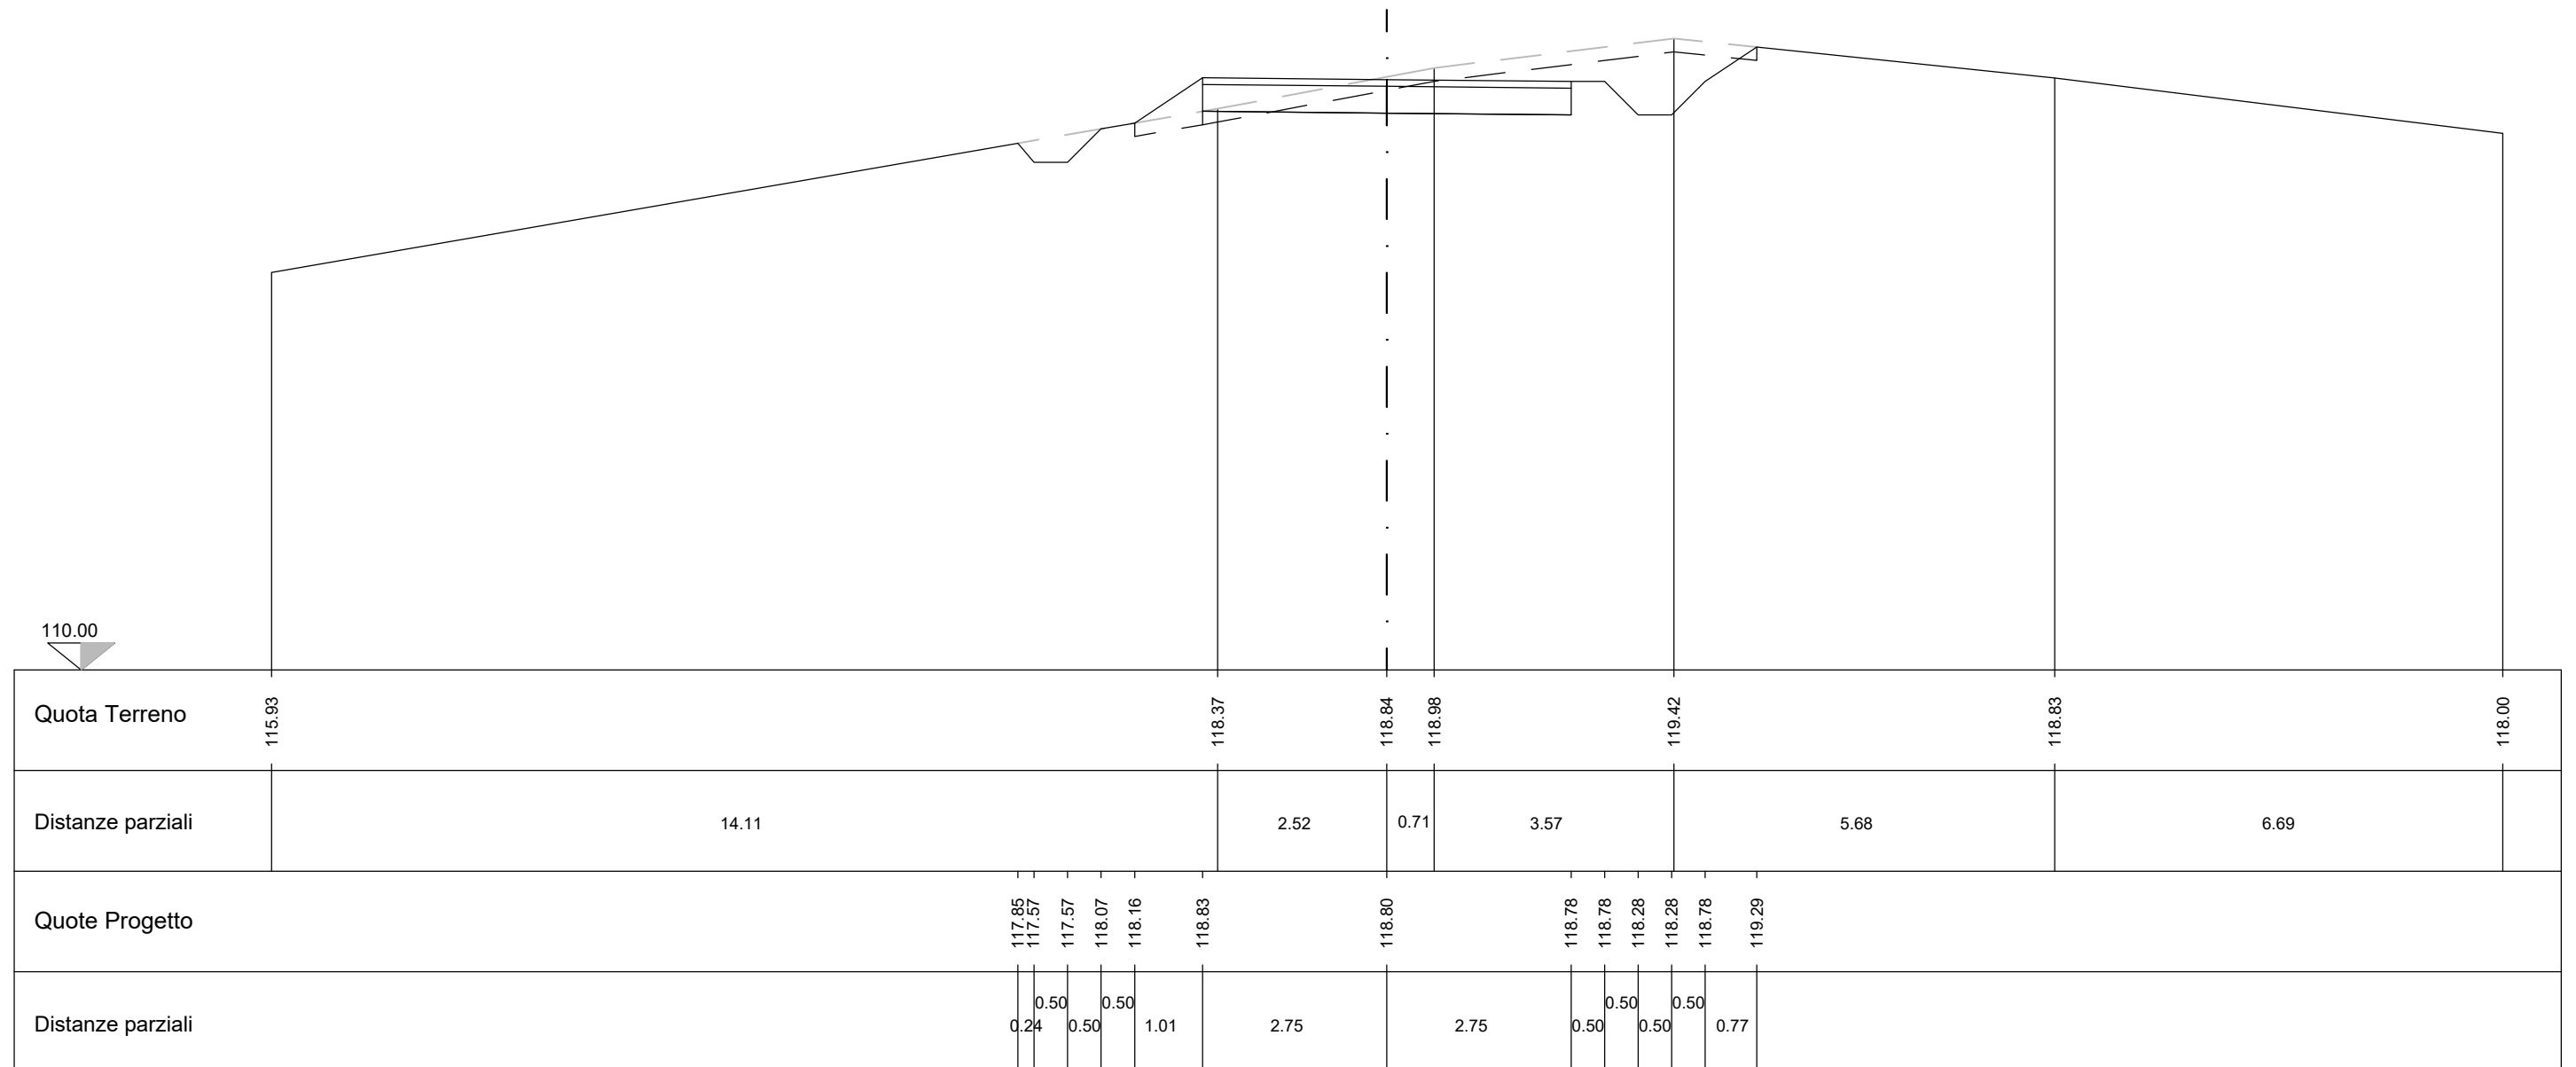 110.00
Quota Terreno 115.93 118.37 118.84 118.98 119.42 118.83 118.00
Distanze parziali 14.11 2.52 0.71 3.57 5.68 6.69
Quote Progetto 117.85 117.57 117.57 118.07 118.16 118.83 118.80 118.78 118.78 118.28 118.28 118.78 119.29
Distanze parziali 0.24 0.50 0.50 0.50 1.01 2.75 2.75 0.50 0.50 0.50 0.50 0.77